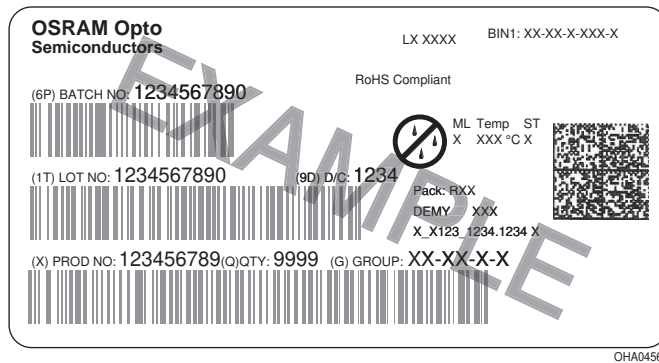 OSRAM Opto
Semiconductors
LX XXXX
BIN1: XX-XX-X-XXX-X
RoHS Compliant
(6P) BATCH NO: 1234567890
ML Temp ST
X XXX °C X
(1T) LOT NO: 1234567890 (9D) D/C: 1234
Pack: RXX
DEMY XXX
X_X123_1234.1234 X
(X) PROD NO: 123456789(Q)QTY: 9999 (G) GROUP: XX-XX-X-X
EXAMPLE
OHA0456